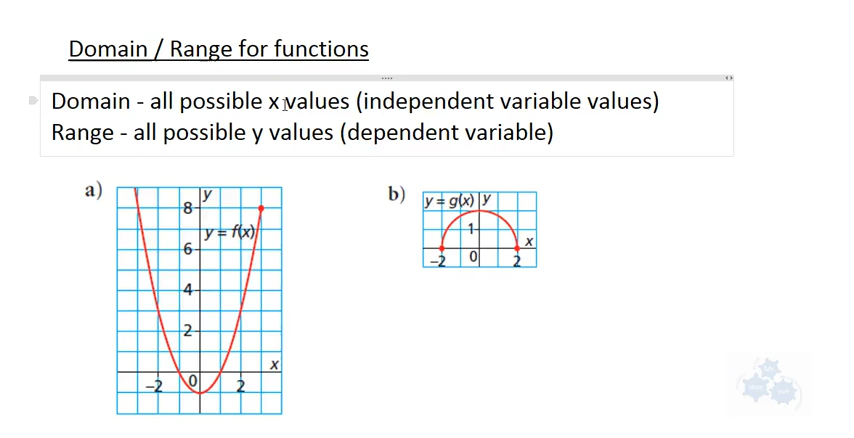 Domain / Range for functions
Domain - all possible x values (independent variable values)
Range - all possible y values (dependent variable)
a)
y
8
y = f(x)
6
4
2
x
-2
0
2
b)
y = g(x) y
1
x
-2
0
2